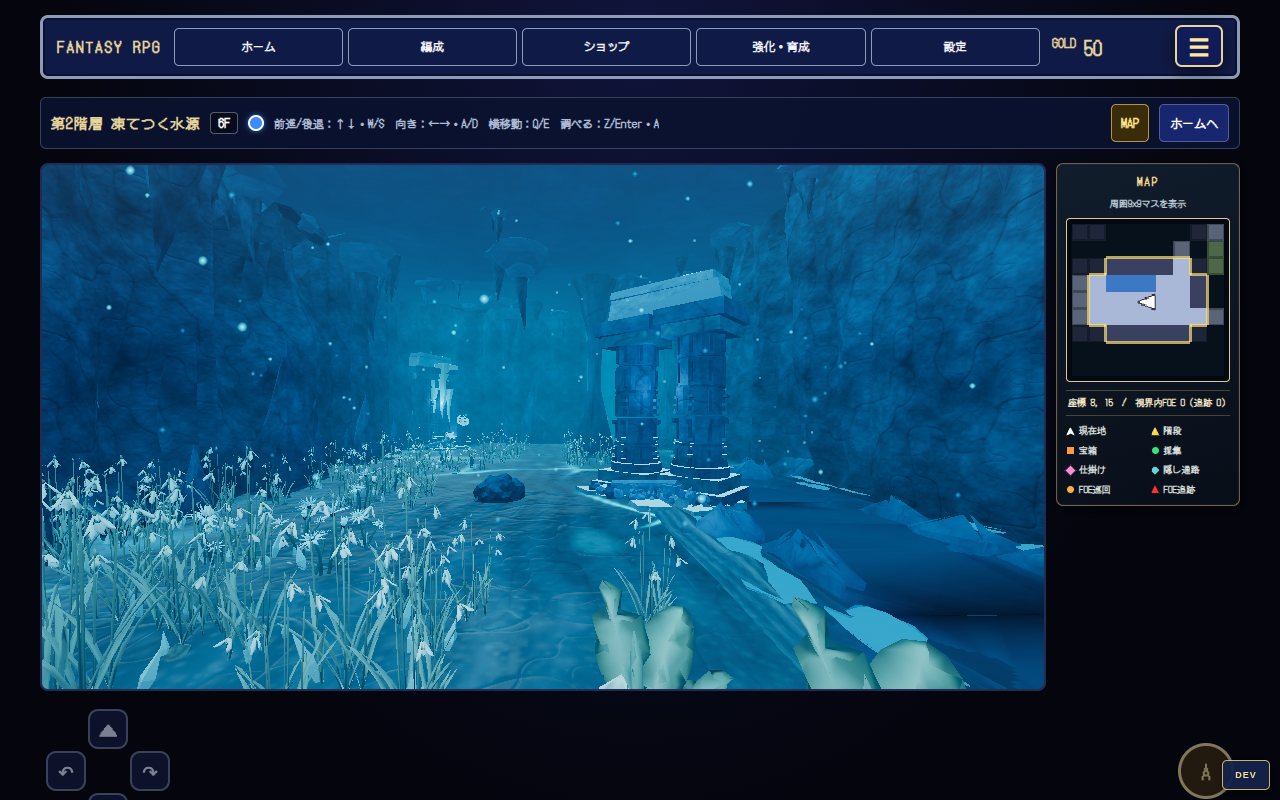 FANTASY RPG
ホーム
編成
ショップ
強化・育成
設定
GOLD 50
第2階層 凍てつく水源
6F
前進/後退:↑↓・W/S 向き:←→・A/D 横移動:Q/E 調べる:Z/Enter・A
MAP
ホームへ
MAP
周囲9x9マスを表示
座標 8, 15 / 視界内FOE 0 (追跡 0)
現在地
階段
宝箱
採集
仕掛け
隠し通路
FOE巡回
FOE追跡
A
DEV